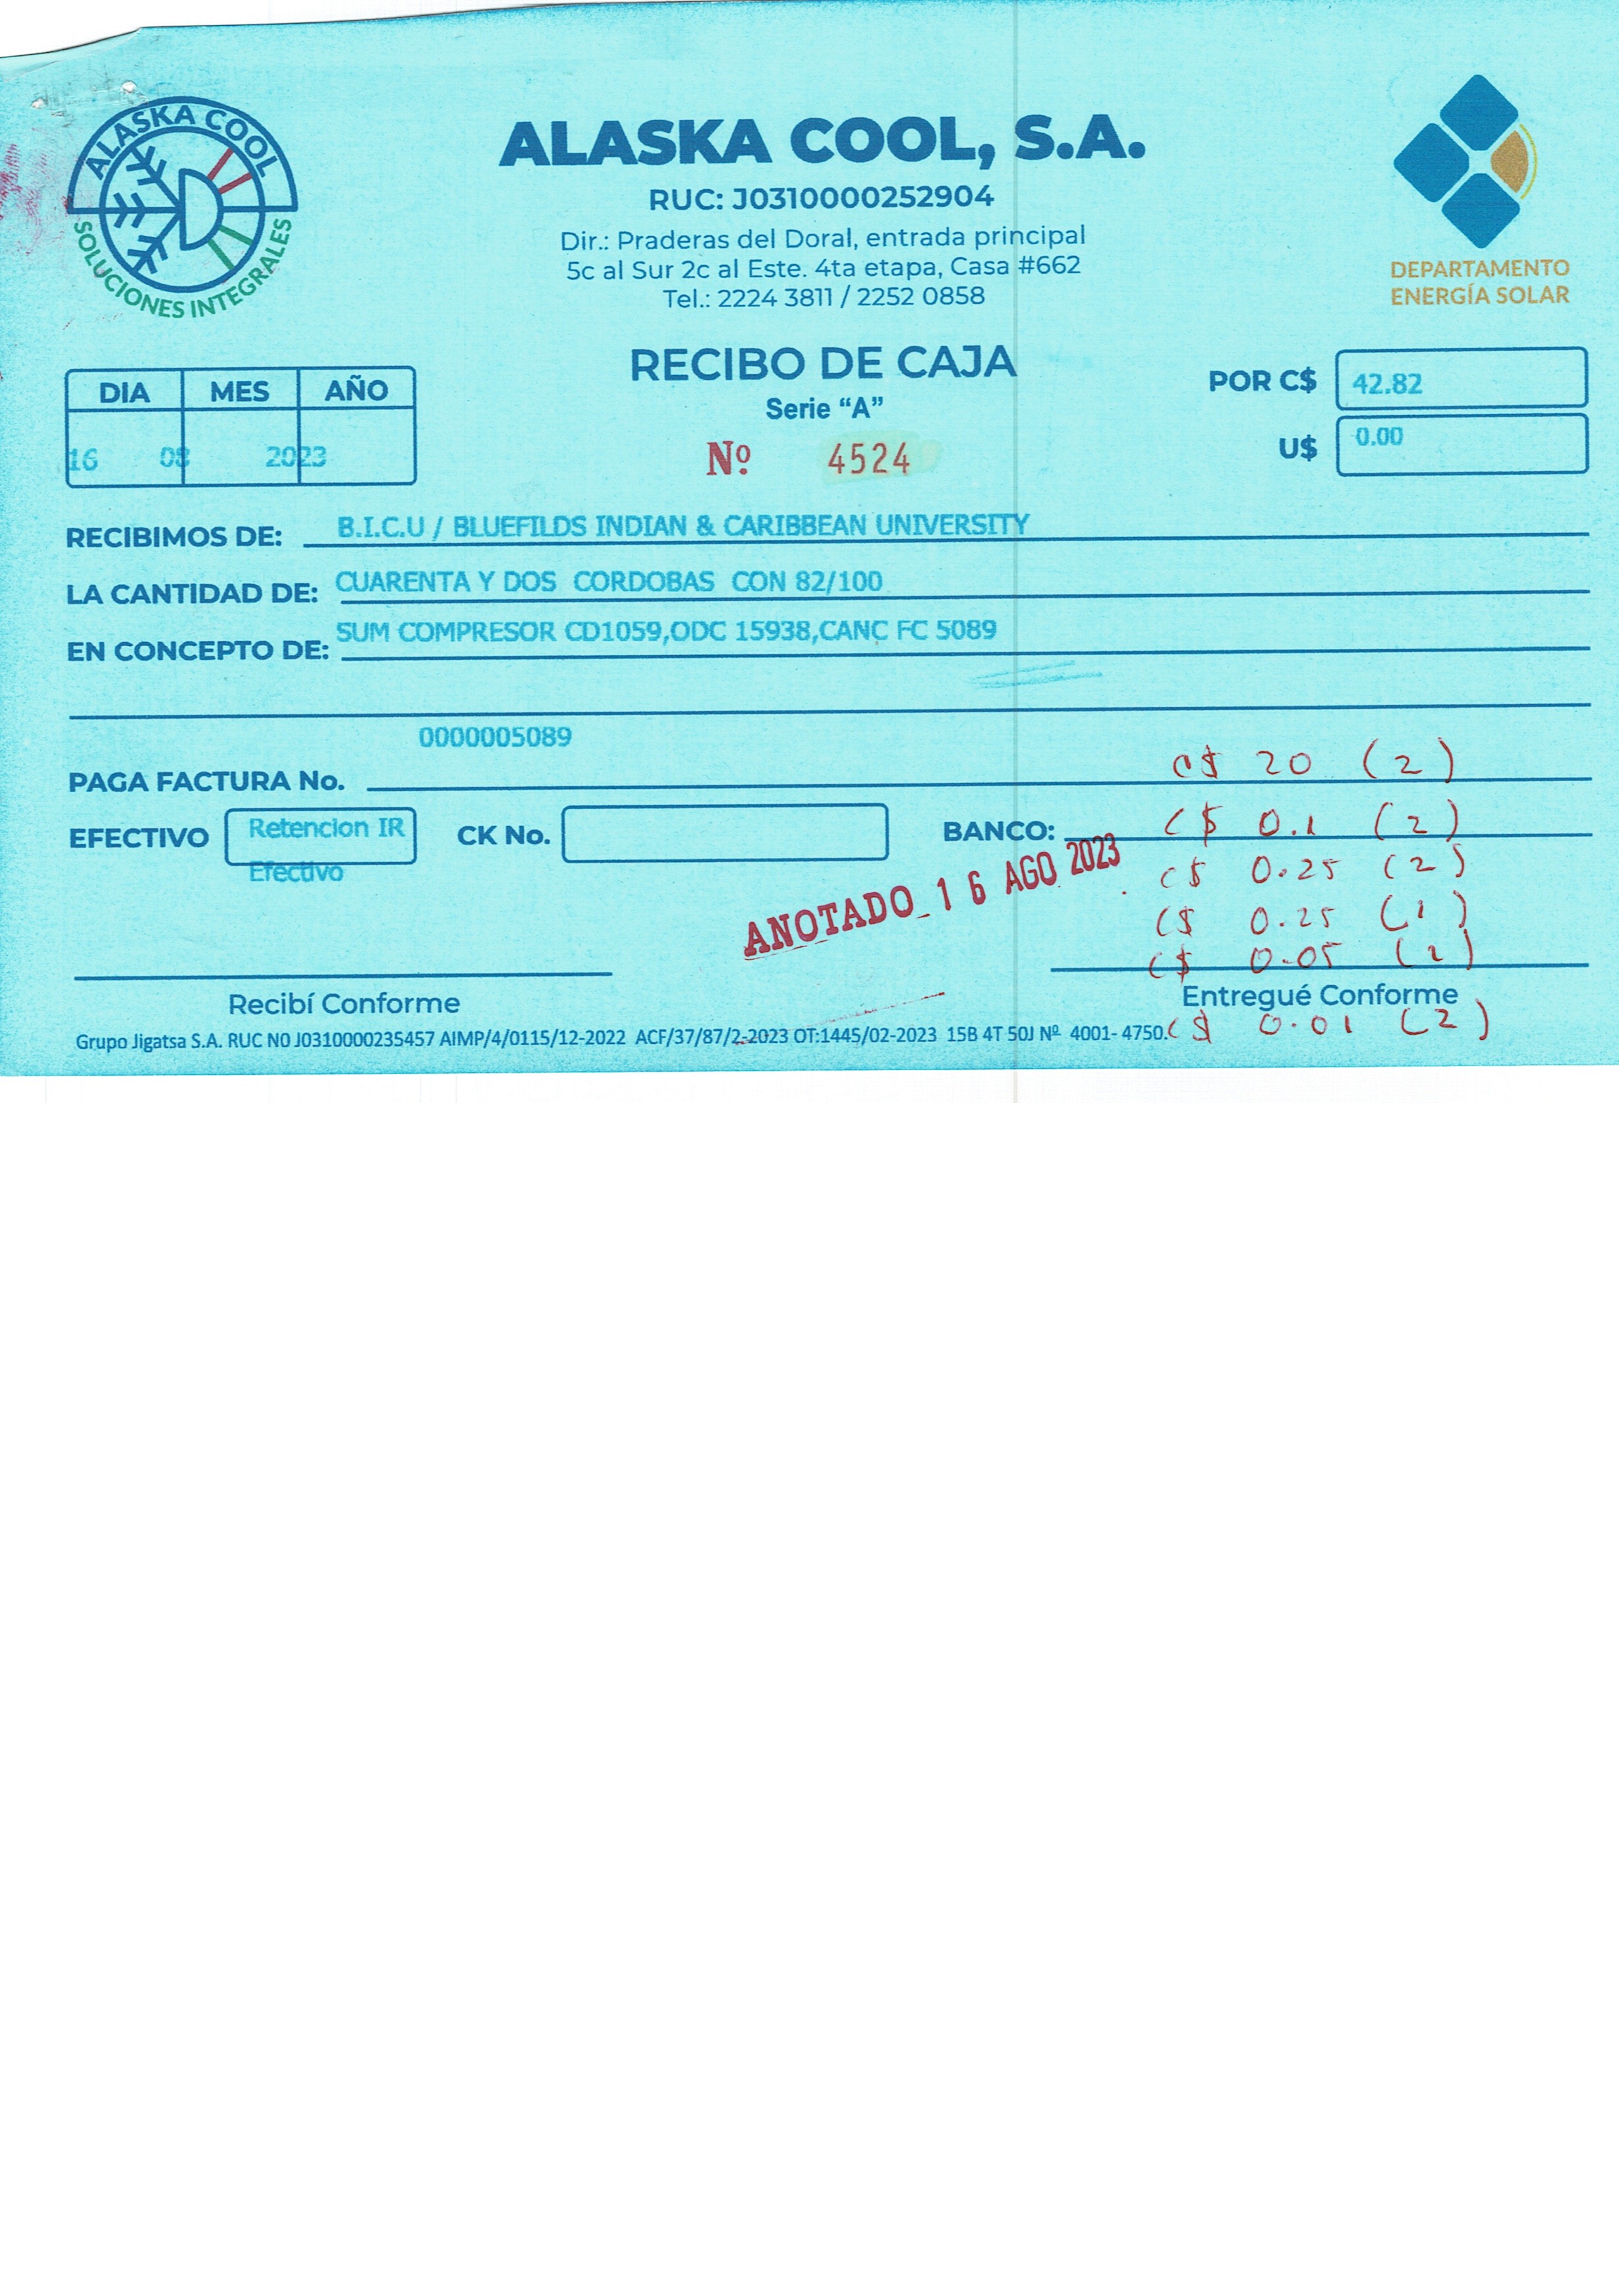 ALASKA COOL
SOLUCIONES INTEGRALES
ALASKA COOL, S.A.
RUC: J0310000252904
Dir.: Praderas del Doral, entrada principal
5c al Sur 2c al Este. 4ta etapa, Casa #662
Tel.: 2224 3811 / 2252 0858
DEPARTAMENTO
ENERGÍA SOLAR
RECIBO DE CAJA
Serie “A”
Nº 4524
DIA MES AÑO
16 08 2023
POR C$ 42.82
U$ 0.00
RECIBIMOS DE: B.I.C.U / BLUEFILDS INDIAN & CARIBBEAN UNIVERSITY
LA CANTIDAD DE: CUARENTA Y DOS CORDOBAS CON 82/100
EN CONCEPTO DE: SUM COMPRESOR CD1059,ODC 15938,CANC FC 5089
0000005089
PAGA FACTURA No.
C$ 20 (2)
EFECTIVO Retencion IR CK No. BANCO: C$ 0.1 (2)
Efectivo
C$ 0.25 (2)
ANOTADO 16 AGO 2023
C$ 0.25 (1)
C$ 0.05 (2)
Recibí Conforme Entregué Conforme
Grupo Jigatsa S.A. RUC N0 J0310000235457 AIMP/4/0115/12-2022 ACF/37/87/2-2023 OT:1445/02-2023 15B 4T 50J Nº 4001- 4750.
C$ 0.01 (2)